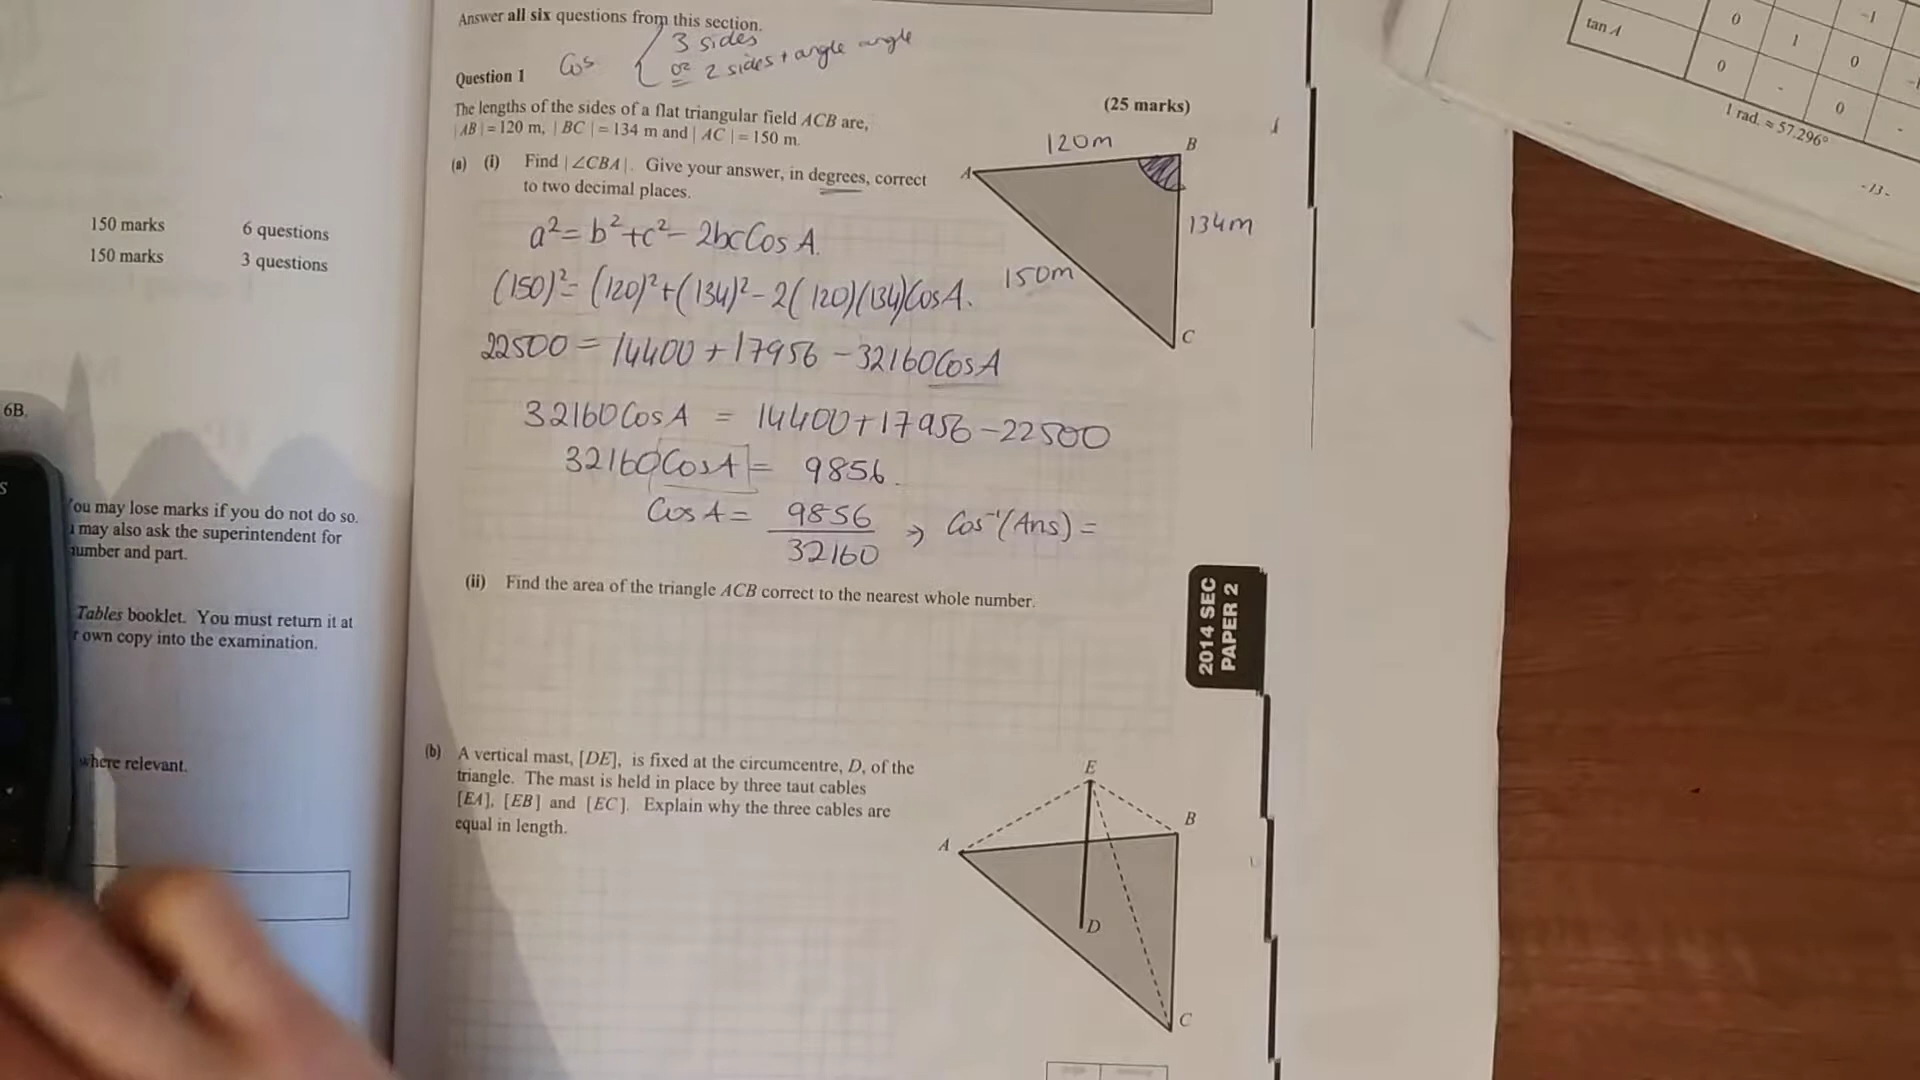 Answer all six questions from this section.
Cos
3 sides
or 2 sides + angle angle
Question 1
(25 marks)
The lengths of the sides of a flat triangular field ACB are,
|AB| = 120 m, |BC| = 134 m and |AC| = 150 m.
(a) (i) Find |∠CBA|. Give your answer, in degrees, correct
to two decimal places.
120m
B
A
134m
150m
C
a² = b² + c² - 2bc Cos A.
(150)² = (120)² + (134)² - 2(120)(134)Cos A.
22500 = 14400 + 17956 - 32160 Cos A
32160 Cos A = 14400 + 17956 - 22500
32160 Cos A = 9856.
Cos A = 9856 / 32160 → Cos⁻¹(Ans) =
(ii) Find the area of the triangle ACB correct to the nearest whole number.
2014 SEC
PAPER 2
(b) A vertical mast, [DE], is fixed at the circumcentre, D, of the
triangle. The mast is held in place by three taut cables
[EA], [EB] and [EC]. Explain why the three cables are
equal in length.
E
B
A
D
C
150 marks 6 questions
150 marks 3 questions
6B.
S
You may lose marks if you do not do so.
may also ask the superintendent for
number and part.
Tables booklet. You must return it at
own copy into the examination.
where relevant.
tan A
0 1 0 -1
0 - 0 -
1 rad. ≈ 57.296°
-13-